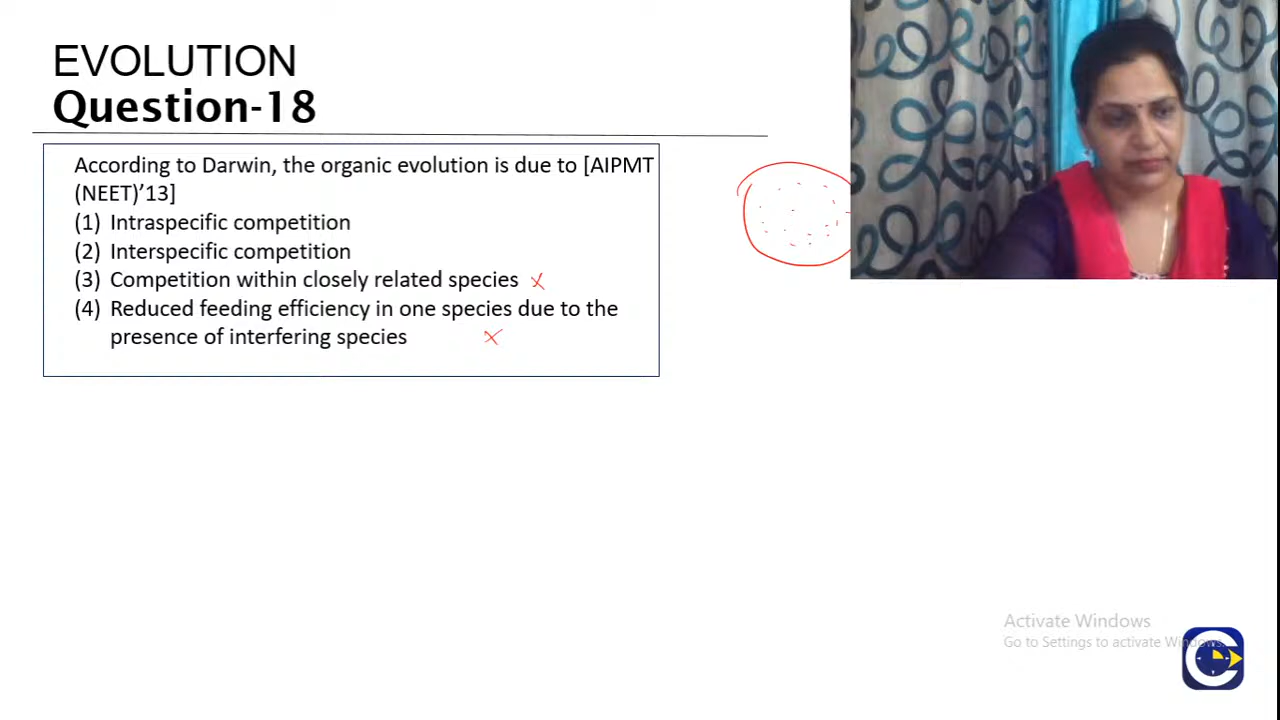 EVOLUTION
Question-18
According to Darwin, the organic evolution is due to [AIPMT
(NEET)’13]
(1) Intraspecific competition
(2) Interspecific competition
(3) Competition within closely related species
(4) Reduced feeding efficiency in one species due to the
presence of interfering species
Activate Windows
Go to Settings to activate Windows.